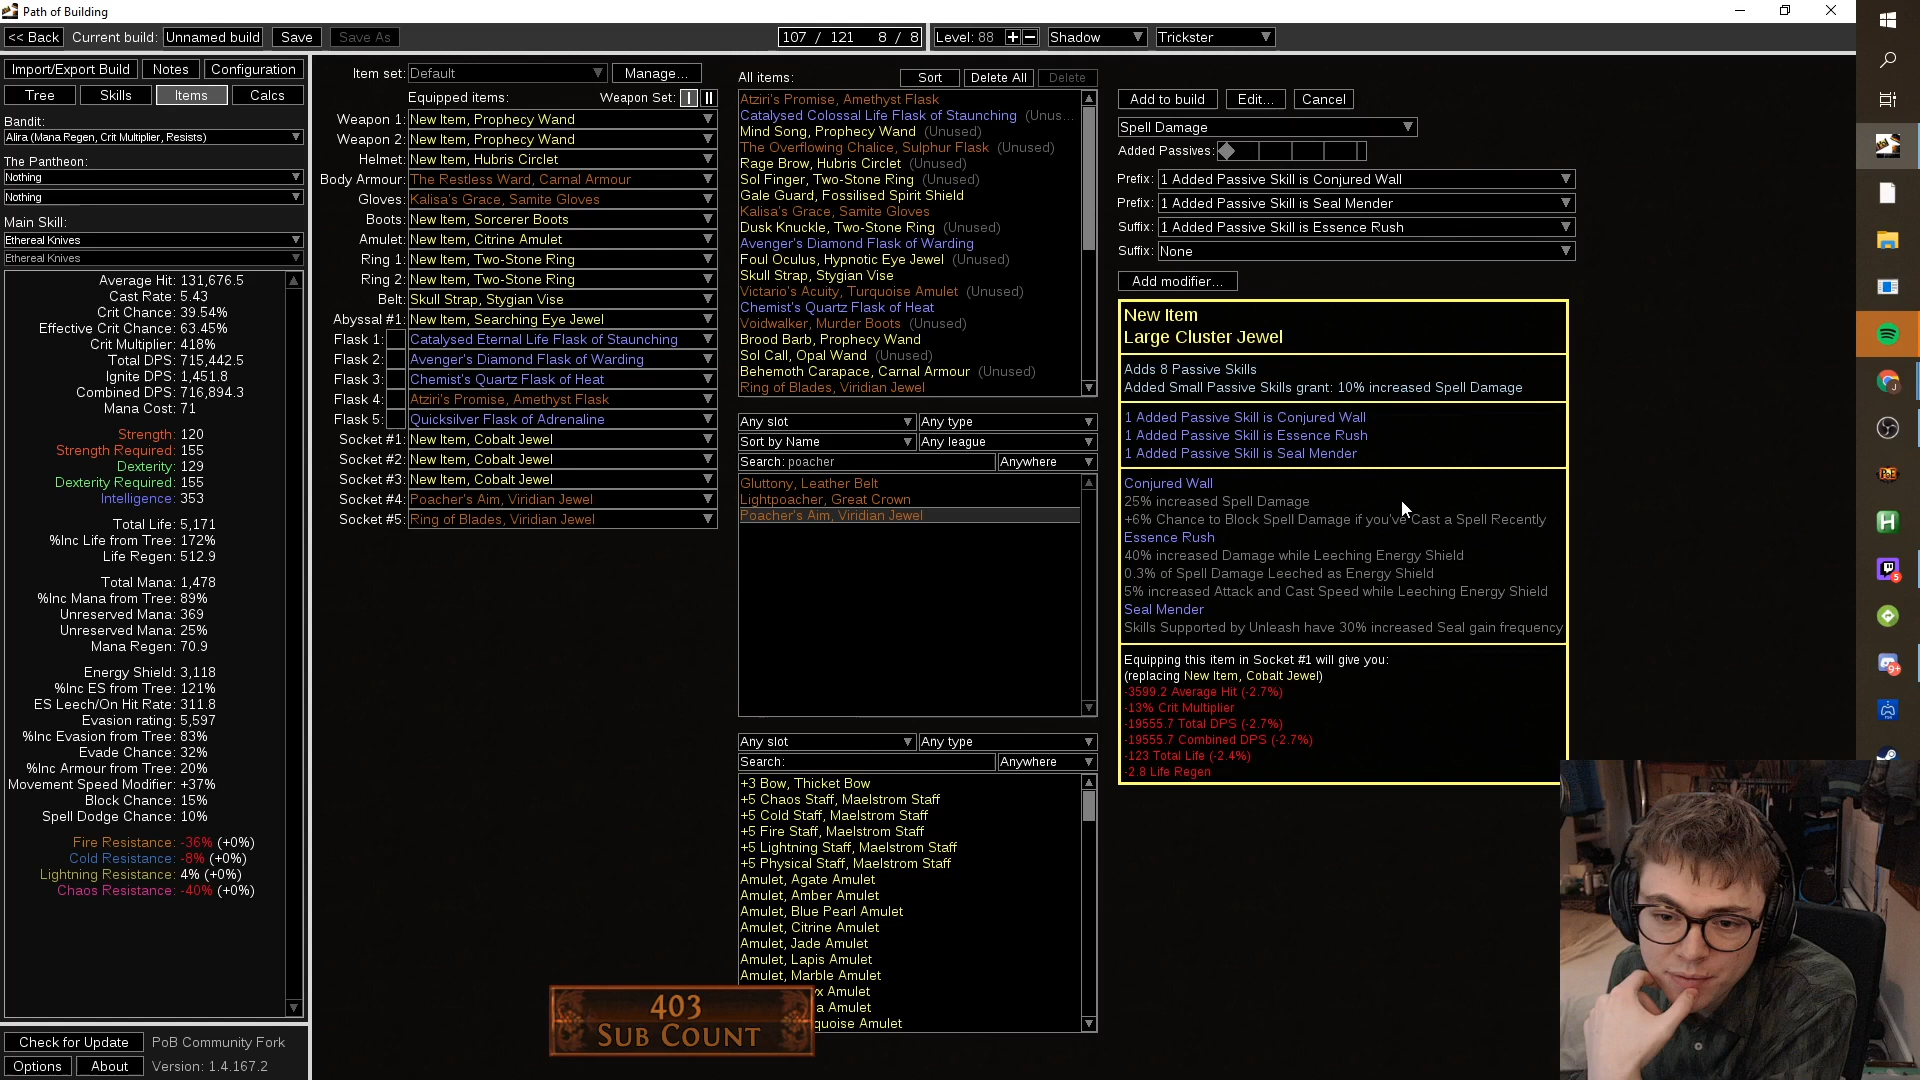 Path of Building
<< Back
Current build:
Unnamed build
Save
Save As
107 / 121 8 / 8
Level: 88
+
−
Shadow
Trickster
Import/Export Build
Notes
Configuration
Tree
Skills
Items
Calcs
Bandit:
Alira (Mana Regen, Crit Multiplier, Resists)
The Pantheon:
Nothing
Nothing
Main Skill:
Ethereal Knives
Ethereal Knives
Average Hit: 131,676.5
Cast Rate: 5.43
Crit Chance: 39.54%
Effective Crit Chance: 63.45%
Crit Multiplier: 418%
Total DPS: 715,442.5
Ignite DPS: 1,451.8
Combined DPS: 716,894.3
Mana Cost: 71
Strength: 120
Strength Required: 155
Dexterity: 129
Dexterity Required: 155
Intelligence: 353
Total Life: 5,171
%Inc Life from Tree: 172%
Life Regen: 512.9
Total Mana: 1,478
%Inc Mana from Tree: 89%
Unreserved Mana: 369
Unreserved Mana: 25%
Mana Regen: 70.9
Energy Shield: 3,118
%Inc ES from Tree: 121%
ES Leech/On Hit Rate: 311.8
Evasion rating: 5,597
%Inc Evasion from Tree: 83%
Evade Chance: 32%
%Inc Armour from Tree: 20%
Movement Speed Modifier: +37%
Block Chance: 15%
Spell Dodge Chance: 10%
Fire Resistance: -36% (+0%)
Cold Resistance: -8% (+0%)
Lightning Resistance: 4% (+0%)
Chaos Resistance: -40% (+0%)
Check for Update
PoB Community Fork
Options
About
Version: 1.4.167.2
Item set: Default
Manage...
Equipped items:
Weapon Set: I II
Weapon 1: New Item, Prophecy Wand
Weapon 2: New Item, Prophecy Wand
Helmet: New Item, Hubris Circlet
Body Armour: The Restless Ward, Carnal Armour
Gloves: Kalisa's Grace, Samite Gloves
Boots: New Item, Sorcerer Boots
Amulet: New Item, Citrine Amulet
Ring 1: New Item, Two-Stone Ring
Ring 2: New Item, Two-Stone Ring
Belt: Skull Strap, Stygian Vise
Abyssal #1: New Item, Searching Eye Jewel
Flask 1: Catalysed Eternal Life Flask of Staunching
Flask 2: Avenger's Diamond Flask of Warding
Flask 3: Chemist's Quartz Flask of Heat
Flask 4: Atziri's Promise, Amethyst Flask
Flask 5: Quicksilver Flask of Adrenaline
Socket #1: New Item, Cobalt Jewel
Socket #2: New Item, Cobalt Jewel
Socket #3: New Item, Cobalt Jewel
Socket #4: Poacher's Aim, Viridian Jewel
Socket #5: Ring of Blades, Viridian Jewel
All items:
Sort
Delete All
Delete
Atziri's Promise, Amethyst Flask
Catalysed Colossal Life Flask of Staunching (Unus...
Mind Song, Prophecy Wand (Unused)
The Overflowing Chalice, Sulphur Flask (Unused)
Rage Brow, Hubris Circlet (Unused)
Sol Finger, Two-Stone Ring (Unused)
Gale Guard, Fossilised Spirit Shield
Kalisa's Grace, Samite Gloves
Dusk Knuckle, Two-Stone Ring (Unused)
Avenger's Diamond Flask of Warding
Foul Oculus, Hypnotic Eye Jewel (Unused)
Skull Strap, Stygian Vise
Victario's Acuity, Turquoise Amulet (Unused)
Chemist's Quartz Flask of Heat
Voidwalker, Murder Boots (Unused)
Brood Barb, Prophecy Wand
Sol Call, Opal Wand (Unused)
Behemoth Carapace, Carnal Armour (Unused)
Ring of Blades, Viridian Jewel
Any slot
Any type
Sort by Name
Any league
Search: poacher
Anywhere
Gluttony, Leather Belt
Lightpoacher, Great Crown
Poacher's Aim, Viridian Jewel
Any slot
Any type
Search:
Anywhere
+3 Bow, Thicket Bow
+5 Chaos Staff, Maelstrom Staff
+5 Cold Staff, Maelstrom Staff
+5 Fire Staff, Maelstrom Staff
+5 Lightning Staff, Maelstrom Staff
+5 Physical Staff, Maelstrom Staff
Amulet, Agate Amulet
Amulet, Amber Amulet
Amulet, Blue Pearl Amulet
Amulet, Citrine Amulet
Amulet, Jade Amulet
Amulet, Lapis Amulet
Amulet, Marble Amulet
yx Amulet
a Amulet
quoise Amulet
403
SUB COUNT
Add to build
Edit...
Cancel
Spell Damage
Added Passives:
Prefix: 1 Added Passive Skill is Conjured Wall
Prefix: 1 Added Passive Skill is Seal Mender
Suffix: 1 Added Passive Skill is Essence Rush
Suffix: None
Add modifier...
New Item
Large Cluster Jewel
Adds 8 Passive Skills
Added Small Passive Skills grant: 10% increased Spell Damage
1 Added Passive Skill is Conjured Wall
1 Added Passive Skill is Essence Rush
1 Added Passive Skill is Seal Mender
Conjured Wall
25% increased Spell Damage
+6% Chance to Block Spell Damage if you've Cast a Spell Recently
Essence Rush
40% increased Damage while Leeching Energy Shield
0.3% of Spell Damage Leeched as Energy Shield
5% increased Attack and Cast Speed while Leeching Energy Shield
Seal Mender
Skills Supported by Unleash have 30% increased Seal gain frequency
Equipping this item in Socket #1 will give you:
(replacing New Item, Cobalt Jewel)
-3599.2 Average Hit (-2.7%)
-13% Crit Multiplier
-19555.7 Total DPS (-2.7%)
-19555.7 Combined DPS (-2.7%)
-123 Total Life (-2.4%)
-2.8 Life Regen